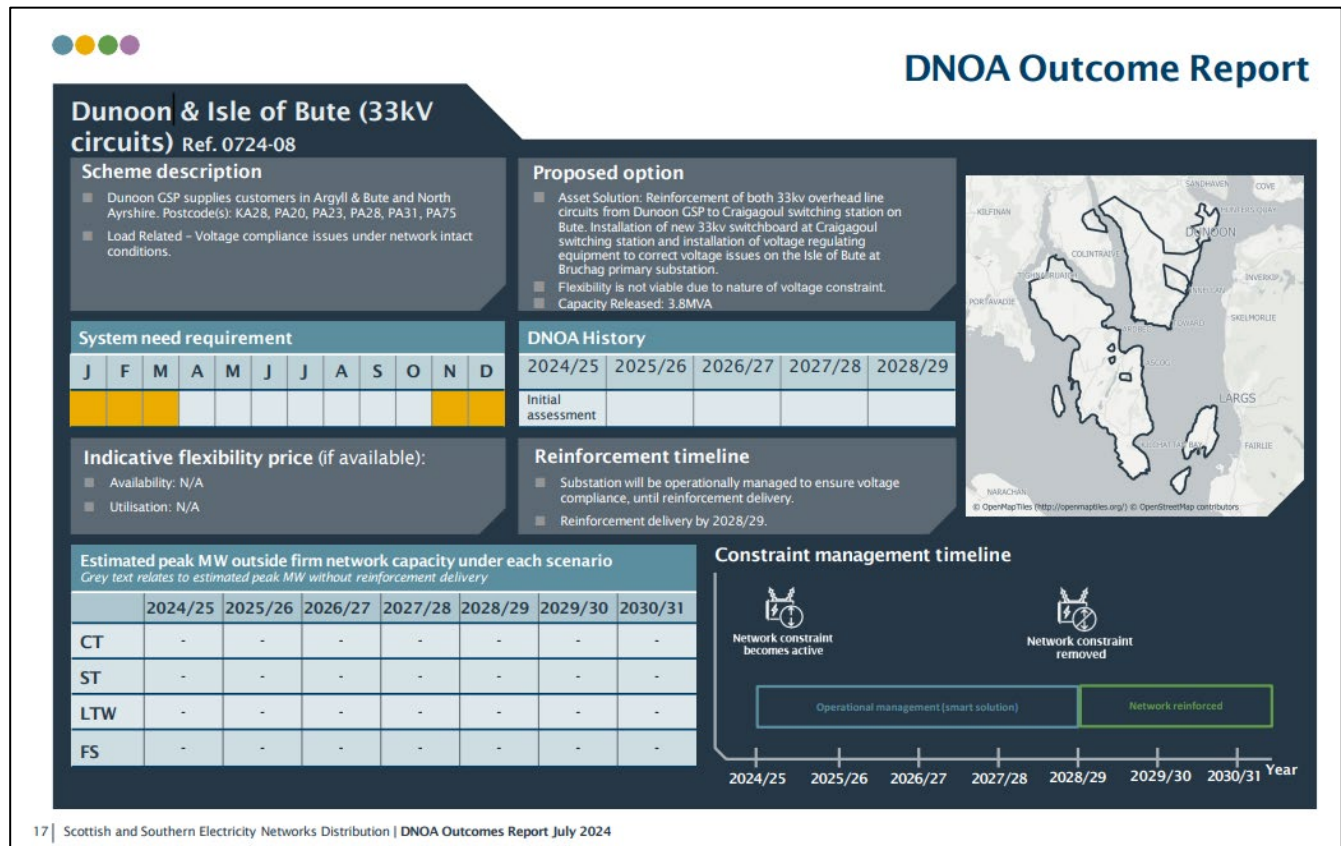 DNOA Outcome Report
Dunoon & Isle of Bute (33kV
circuits) Ref. 0724-08
Scheme description
Dunoon GSP supplies customers in Argyll & Bute and North
Ayrshire. Postcode(s): KA28, PA20, PA23, PA28, PA31, PA75
Load Related – Voltage compliance issues under network intact
conditions.
Proposed option
Asset Solution: Reinforcement of both 33kV overhead line
circuits from Dunoon GSP to Craigagoul switching station on
Bute. Installation of new 33kv switchboard at Craigagoul
switching station and installation of voltage regulating
equipment to correct voltage issues on the Isle of Bute at
Bruchag primary substation.
Flexibility is not viable due to nature of voltage constraint.
Capacity Released: 3.8MVA
SANDHAVEN
COVE
KILFINAN
HUNTERS QUAY
DUNOON
COLINTRAIVE
TIGHNABRUAICH
INVERKIP
INNELLAN
PORTAVADIE
TOWARD
SKELMORLIE
ASCOG
LARGS
FAIRLIE
NARACHAN
© OpenMapTiles (http://openmaptiles.org/) © OpenStreetMap contributors
System need requirement
J F M A M J J A S O N D
DNOA History
2024/25 2025/26 2026/27 2027/28 2028/29
Initial
assessment
Indicative flexibility price (if available):
Availability: N/A
Utilisation: N/A
Reinforcement timeline
Substation will be operationally managed to ensure voltage
compliance, until reinforcement delivery.
Reinforcement delivery by 2028/29.
Estimated peak MW outside firm network capacity under each scenario
Grey text relates to estimated peak MW without reinforcement delivery
2024/25 2025/26 2026/27 2027/28 2028/29 2029/30 2030/31
CT - - - - - - -
ST - - - - - - -
LTW - - - - - - -
FS - - - - - - -
Constraint management timeline
Network constraint
becomes active
Network constraint
removed
Operational management (smart solution)
Network reinforced
2024/25 2025/26 2026/27 2027/28 2028/29 2029/30 2030/31 Year
17 | Scottish and Southern Electricity Networks Distribution | DNOA Outcomes Report July 2024